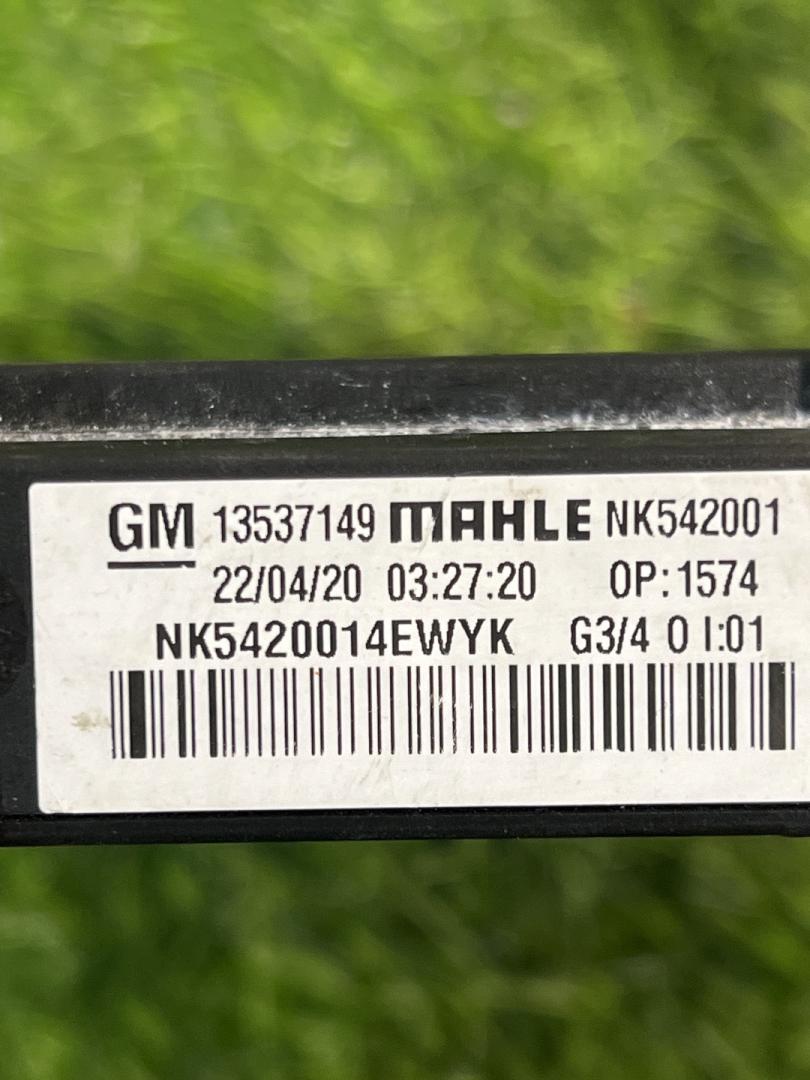 GM 13537149 MAHLE NK542001
22/04/20 03:27:20 OP:1574
NK5420014EWYK G3/4 0 I:01